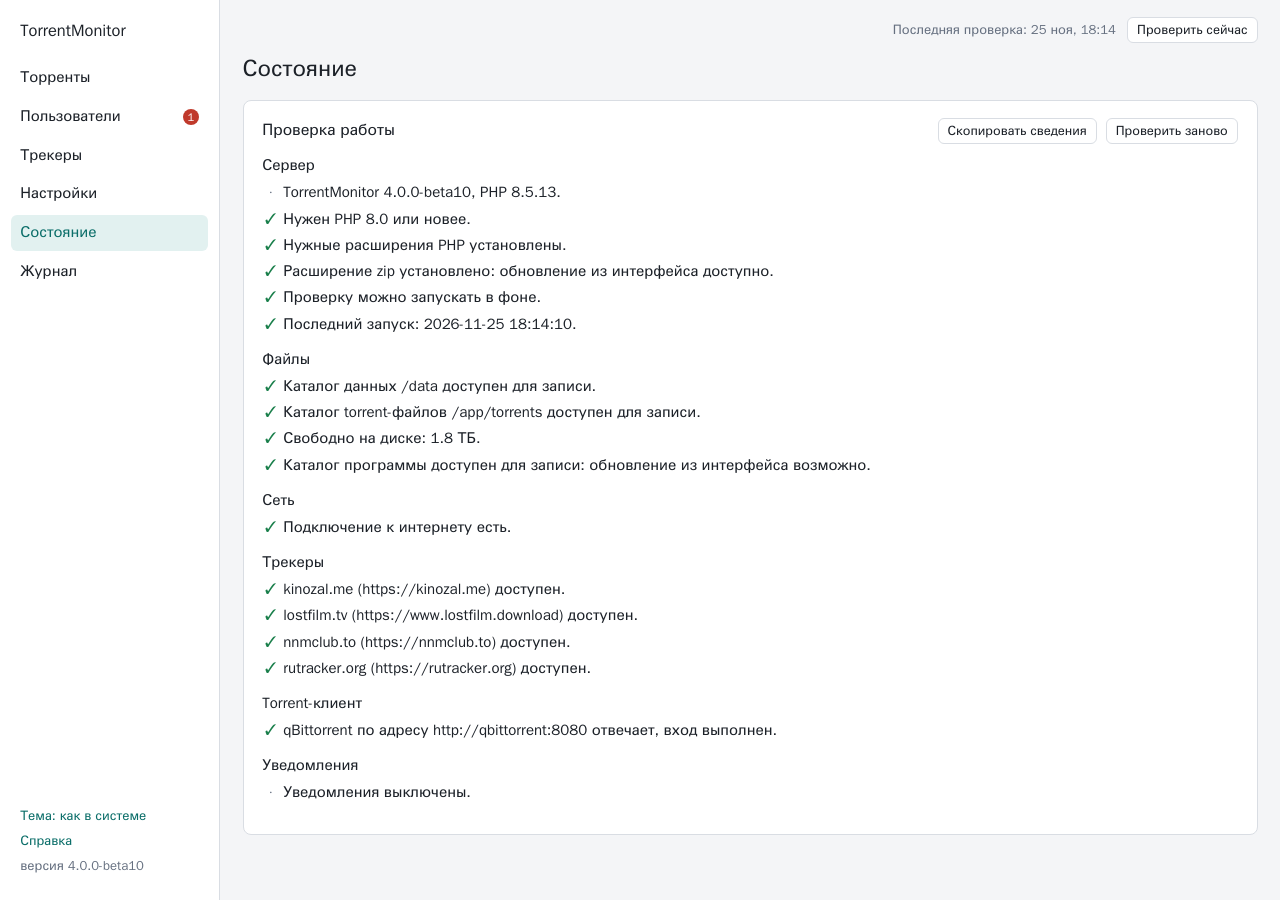 TorrentMonitor
Торренты
Пользователи 1
Трекеры
Настройки
Состояние
Журнал
Тема: как в системе
Справка
версия 4.0.0-beta10
Последняя проверка: 25 ноя, 18:14 Проверить сейчас
Состояние
Проверка работы Скопировать сведения Проверить заново
Сервер
· TorrentMonitor 4.0.0-beta10, PHP 8.5.13.
✓ Нужен PHP 8.0 или новее.
✓ Нужные расширения PHP установлены.
✓ Расширение zip установлено: обновление из интерфейса доступно.
✓ Проверку можно запускать в фоне.
✓ Последний запуск: 2026-11-25 18:14:10.
Файлы
✓ Каталог данных /data доступен для записи.
✓ Каталог torrent-файлов /app/torrents доступен для записи.
✓ Свободно на диске: 1.8 ТБ.
✓ Каталог программы доступен для записи: обновление из интерфейса возможно.
Сеть
✓ Подключение к интернету есть.
Трекеры
✓ kinozal.me (https://kinozal.me) доступен.
✓ lostfilm.tv (https://www.lostfilm.download) доступен.
✓ nnmclub.to (https://nnmclub.to) доступен.
✓ rutracker.org (https://rutracker.org) доступен.
Torrent-клиент
✓ qBittorrent по адресу http://qbittorrent:8080 отвечает, вход выполнен.
Уведомления
· Уведомления выключены.